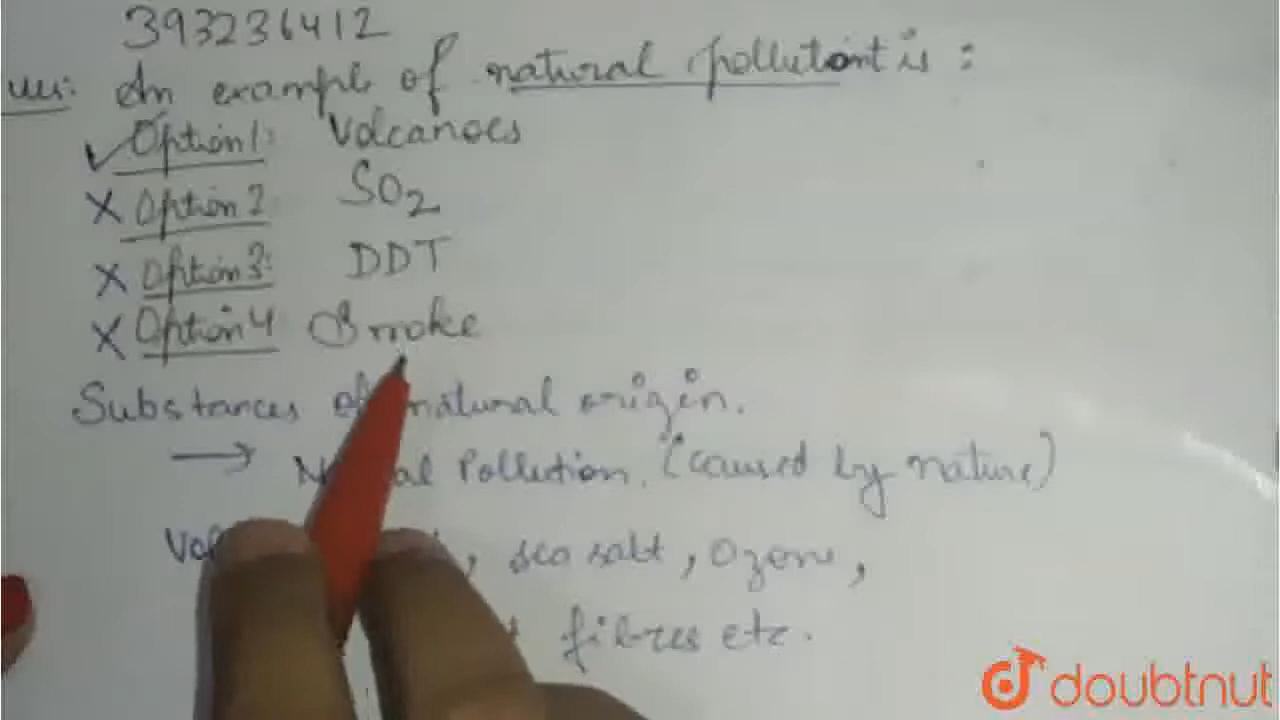 393236412
An example of natural pollutant is :
Option 1: Volcanoes
Option 2 SO2
Option 3: DDT
Option 4 Smoke
Substances of natural origin.
→ Pollution. (caused by nature)
, sea salt, Ozone,
fibres etc.
doubtnut